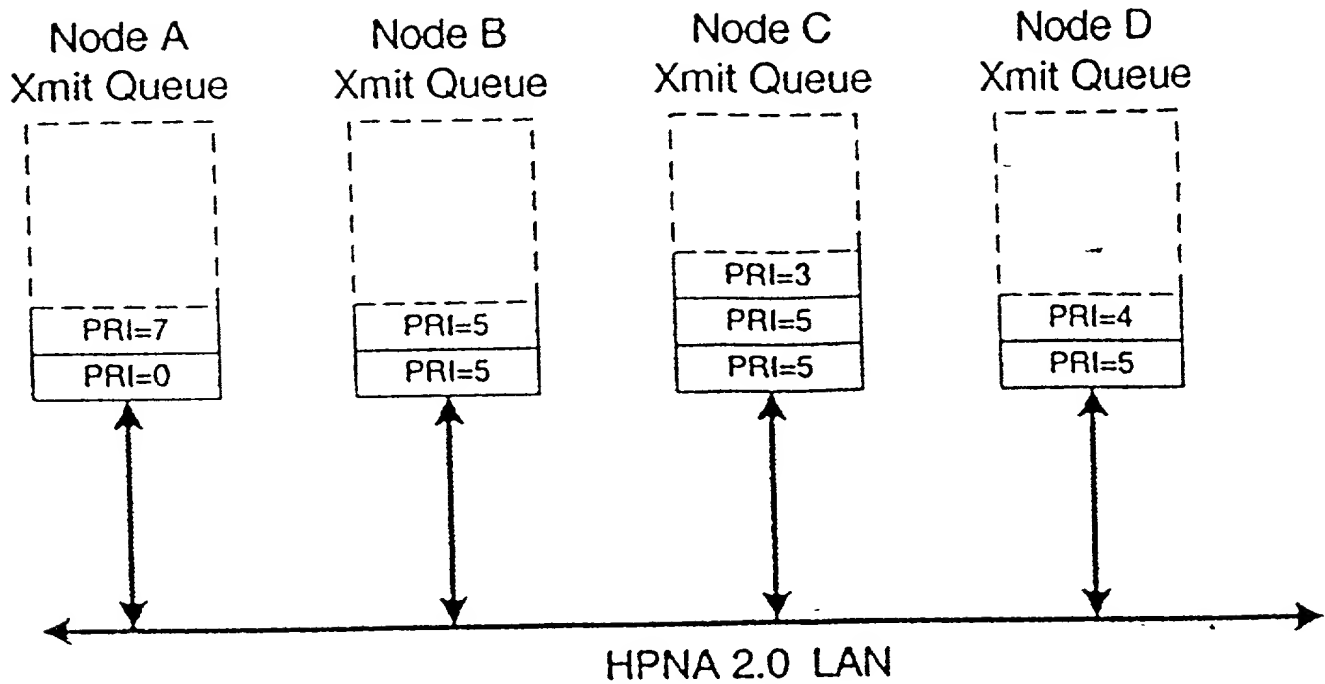 Node A
Xmit Queue
Node B
Xmit Queue
Node C
Xmit Queue
Node D
Xmit Queue
PRI=7
PRI=0
PRI=5
PRI=5
PRI=3
PRI=5
PRI=5
PRI=4
PRI=5
HPNA 2.0 LAN